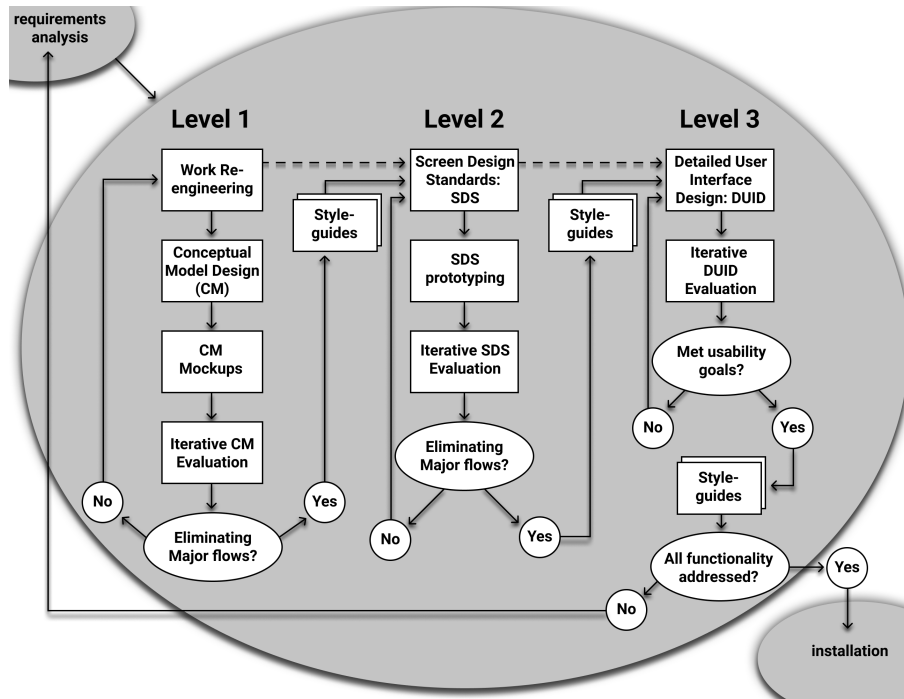 requirements
analysis
Level 1
Level 2
Level 3
Work Re-
engineering
Conceptual
Model Design
(CM)
CM
Mockups
Iterative CM
Evaluation
Eliminating
Major flows?
No
Yes
Style-
guides
Screen Design
Standards:
SDS
SDS
prototyping
Iterative SDS
Evaluation
Eliminating
Major flows?
No
Yes
Style-
guides
Detailed User
Interface
Design: DUID
Iterative
DUID
Evaluation
Met usability
goals?
No
Yes
Style-
guides
All functionality
addressed?
No
Yes
installation